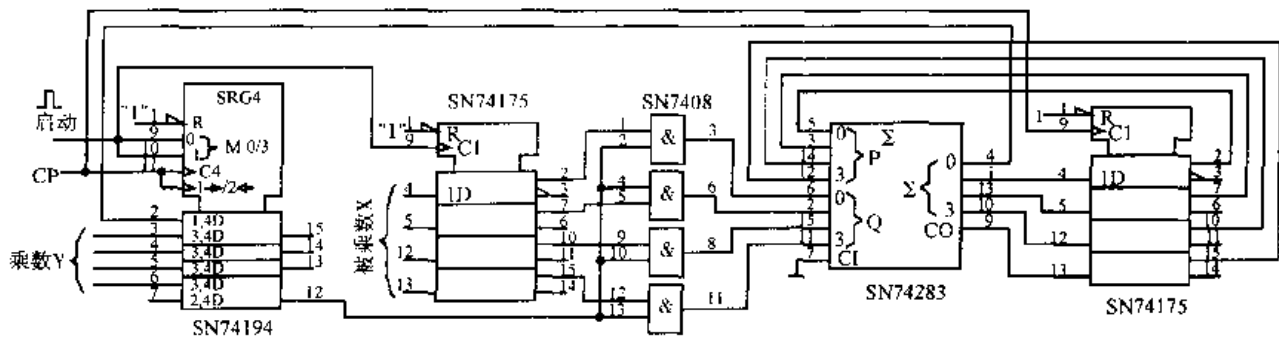 启动
CP
乘数Y
SRG4
"1"
1
9
10
R
0
1
M 0/3
C4
1→/2←
11
2
3
4
5
6
7
1,4D
3,4D
3,4D
3,4D
3,4D
2,4D
15
14
13
12
SN74194
被乘数X
SN74175
"1"
1
9
R
C1
1D
4
5
12
13
2
3
7
6
10
11
15
14
SN7408
1
2
&
3
4
5
&
6
9
10
&
8
12
13
&
11
5
3
14
12
6
2
15
11
7
0
3
P
0
3
Q
CI
Σ
Σ
0
3
CO
4
1
13
10
9
SN74283
1
1
9
R
C1
1D
4
5
12
13
2
3
7
6
10
11
15
14
SN74175